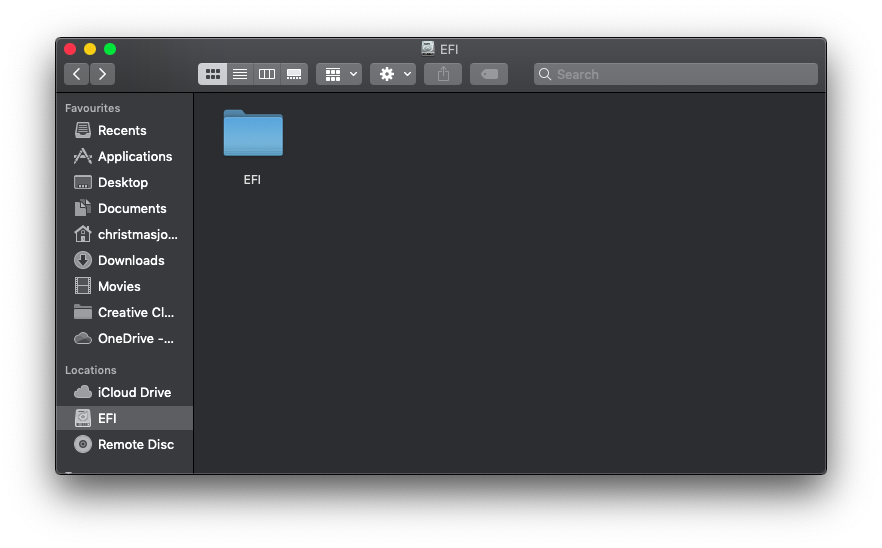 EFI
Search
Favourites
Recents
Applications
Desktop
Documents
christmasjo...
Downloads
Movies
Creative Cl...
OneDrive -...
Locations
iCloud Drive
EFI
Remote Disc
EFI